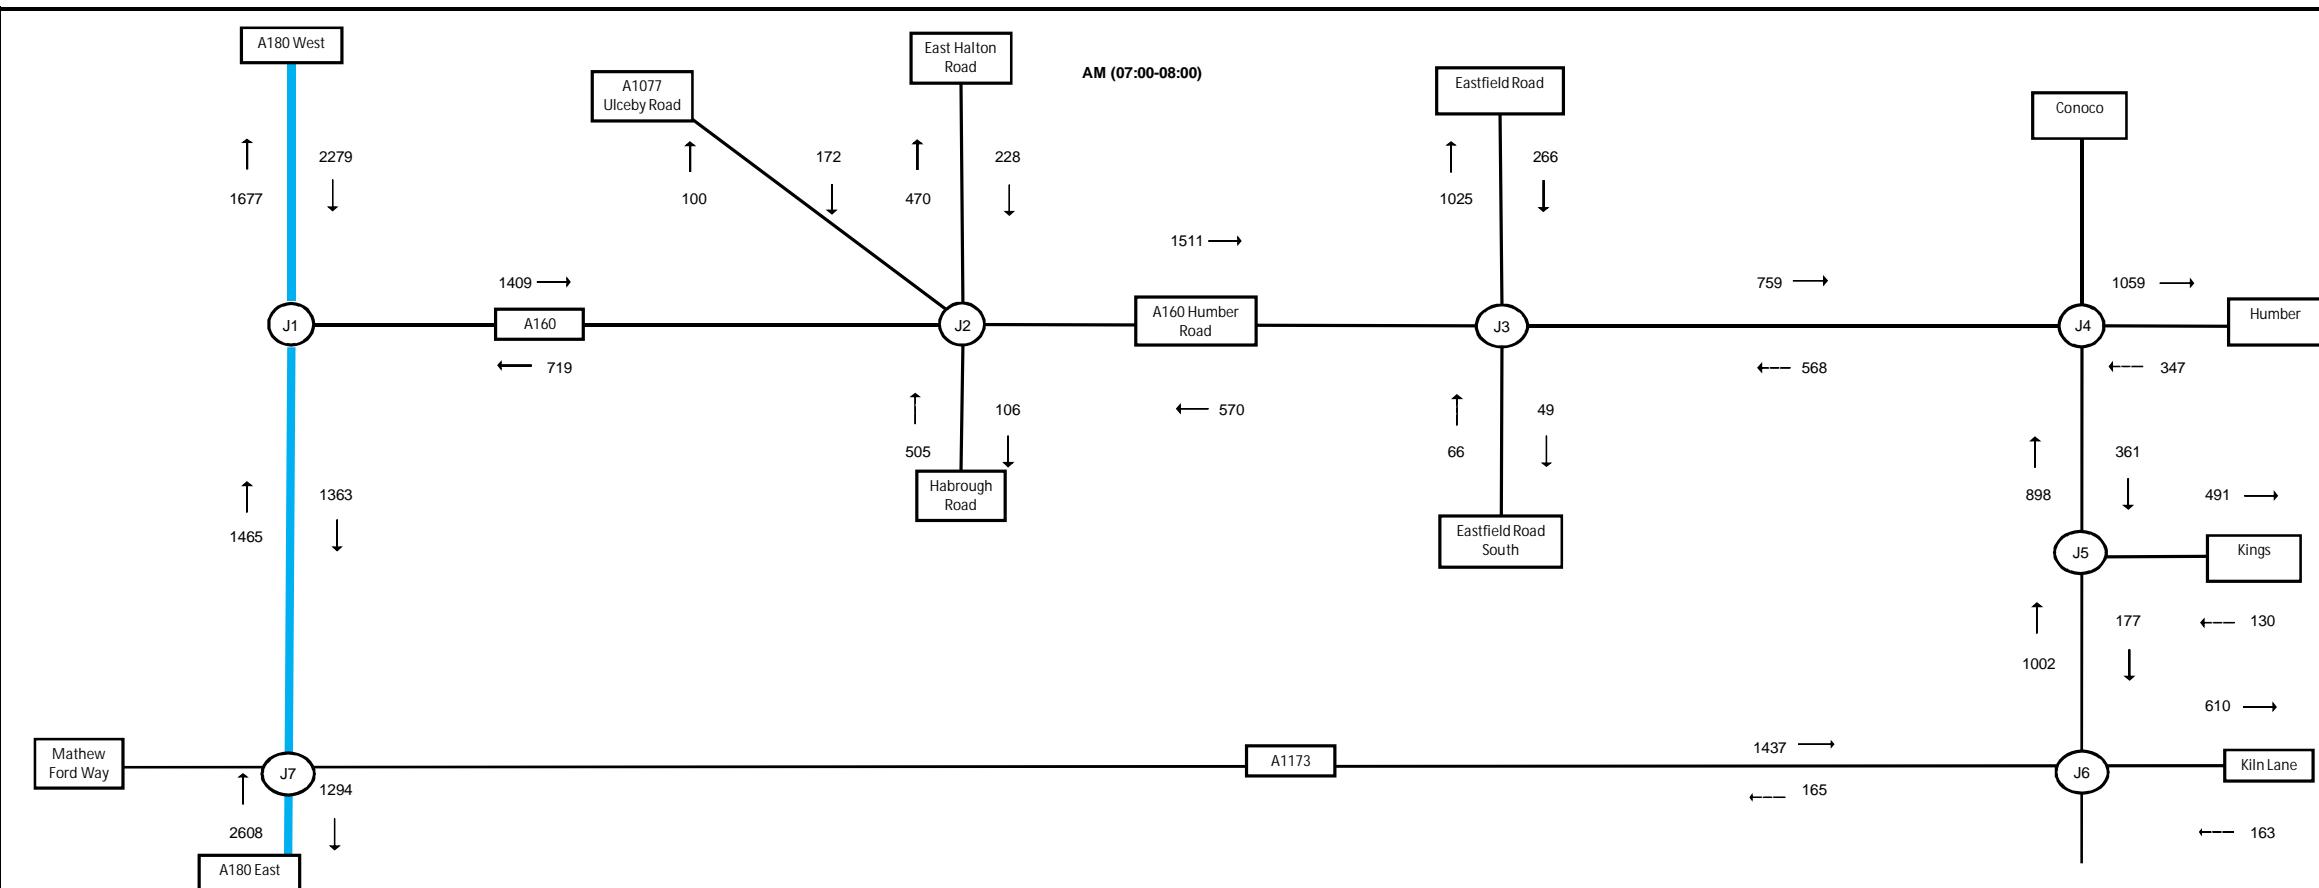 A180 West
East Halton
Road
AM (07:00-08:00)
A1077
Ulceby Road
Eastfield Road
Conoco
2279
172
228
266
1677
100
470
1025
1511
1409
759
1059
J1
A160
J2
A160 Humber
Road
J3
J4
Humber
719
568
347
570
505
106
66
49
361
Habrough
Road
1363
1465
898
491
Eastfield Road
South
J5
Kings
177
130
1002
610
Mathew
Ford Way
J7
A1173
1437
J6
Kiln Lane
1294
165
2608
163
A180 East